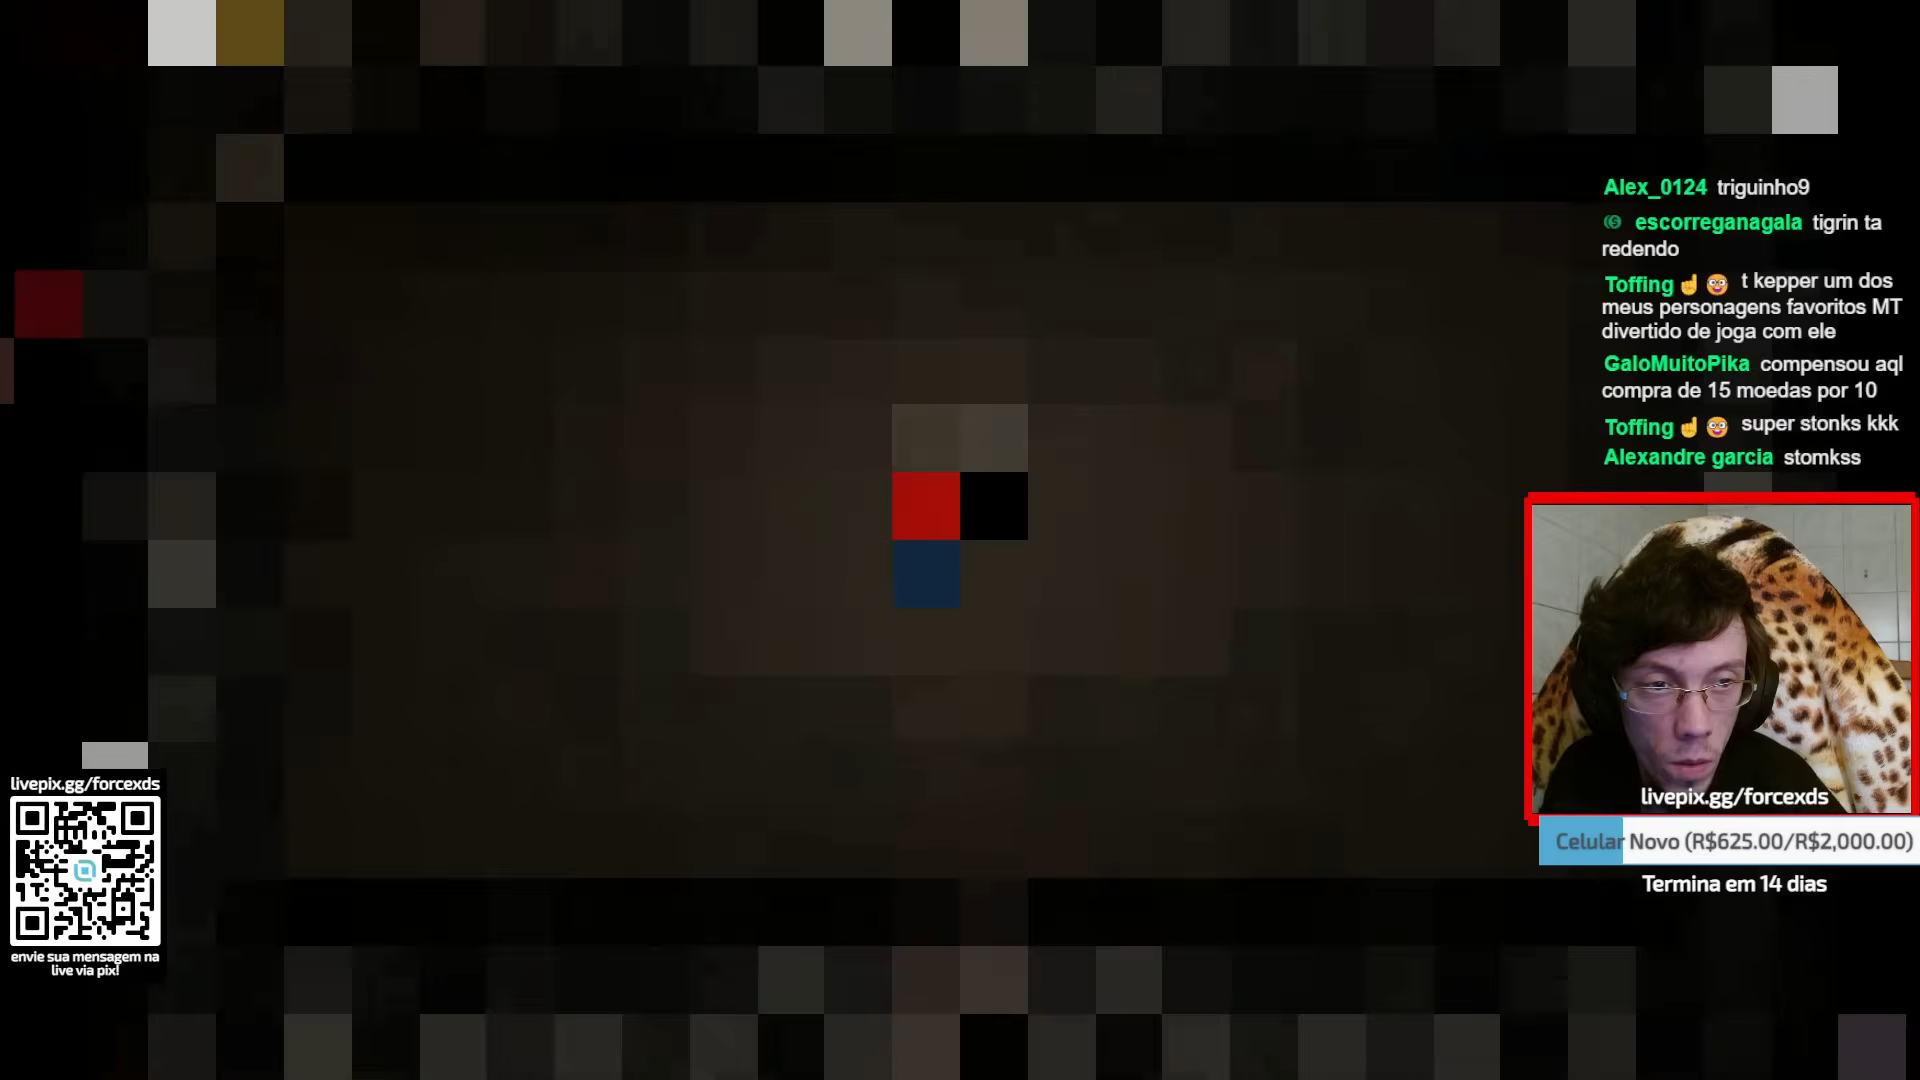 Alex_0124 triguinho9
escorreganagala tigrin ta
redendo
Toffing☝️🤓 t kepper um dos
meus personagens favoritos MT
divertido de joga com ele
GaloMuitoPika compensou aql
compra de 15 moedas por 10
Toffing☝️🤓 super stonks kkk
Alexandre garcia stomkss
livepix.gg/forcexds
Celular Novo (R$625.00/R$2,000.00)
Termina em 14 dias
livepix.gg/forcexds
envie sua mensagem na
live via pix!